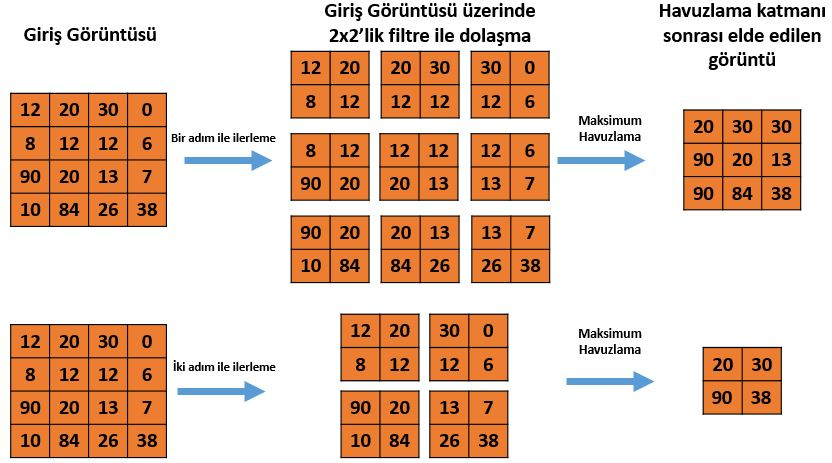 Giriş Görüntüsü
Giriş Görüntüsü üzerinde
2x2'lik filtre ile dolaşma
Havuzlama katmanı
sonrası elde edilen
görüntü
12 20 30 0
8 12 12 6
90 20 13 7
10 84 26 38
Bir adım ile ilerleme
12 20 20 30 30 0
8 12 12 12 12 6
8 12 12 12 12 6
90 20 20 13 13 7
90 20 20 13 13 7
10 84 84 26 26 38
Maksimum
Havuzlama
20 30 30
90 20 13
90 84 38
12 20 30 0
8 12 12 6
90 20 13 7
10 84 26 38
İki adım ile ilerleme
12 20 30 0
8 12 12 6
90 20 13 7
10 84 26 38
Maksimum
Havuzlama
20 30
90 38